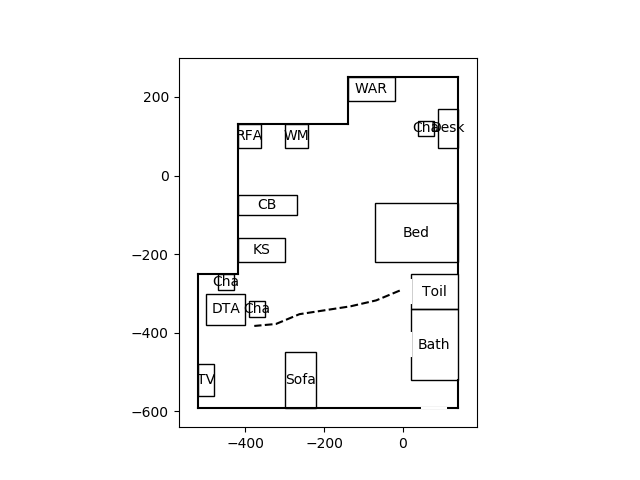 WAR
200
RFA
WM
Cha
Desk
0
CB
Bed
KS
−200
Cha
Toil
DTA
Cha
Bath
−400
TV
Sofa
−600
−400
−200
0